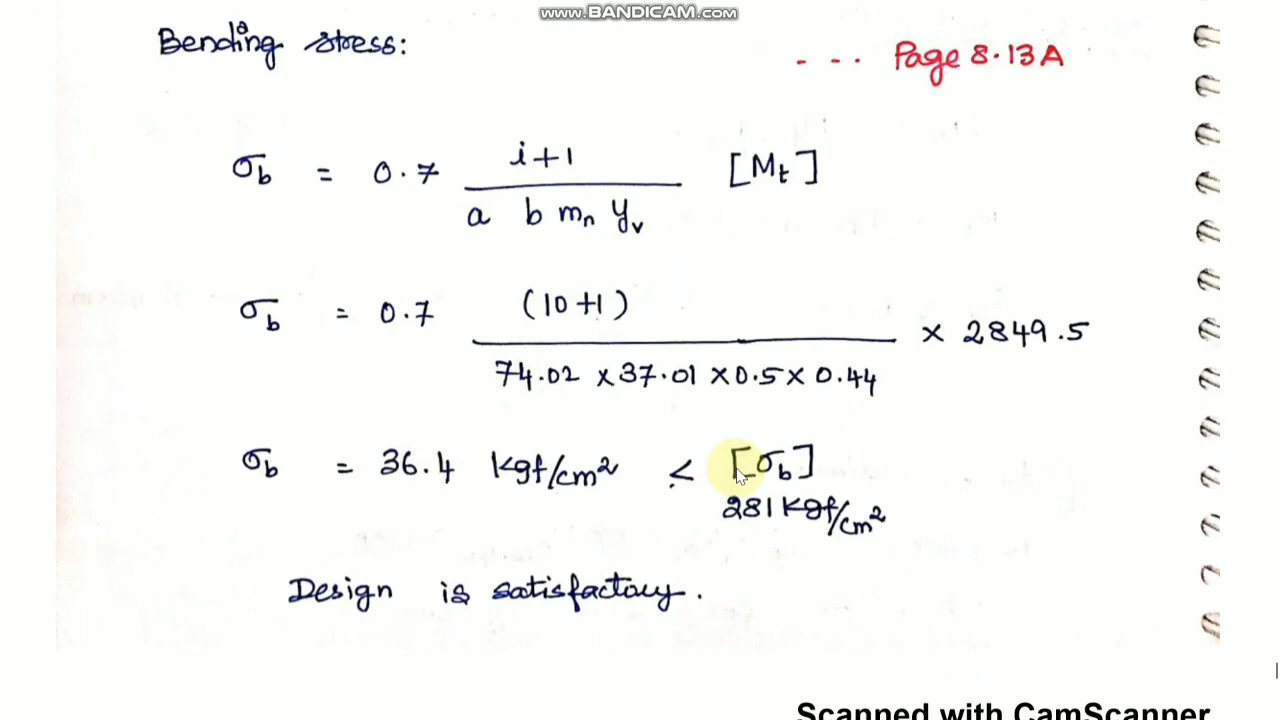 www.BANDICAM.com
Bending stress:
--- Page 8.13A
σb = 0.7 i+1 / a b mn yv [Mt]
σb = 0.7 (10+1) / 74.02 x 37.01 x 0.5 x 0.44 x 2849.5
σb = 36.4 kgf/cm² < [σb]
281 kgf/cm²
Design is satisfactory.
Scanned with CamScanner